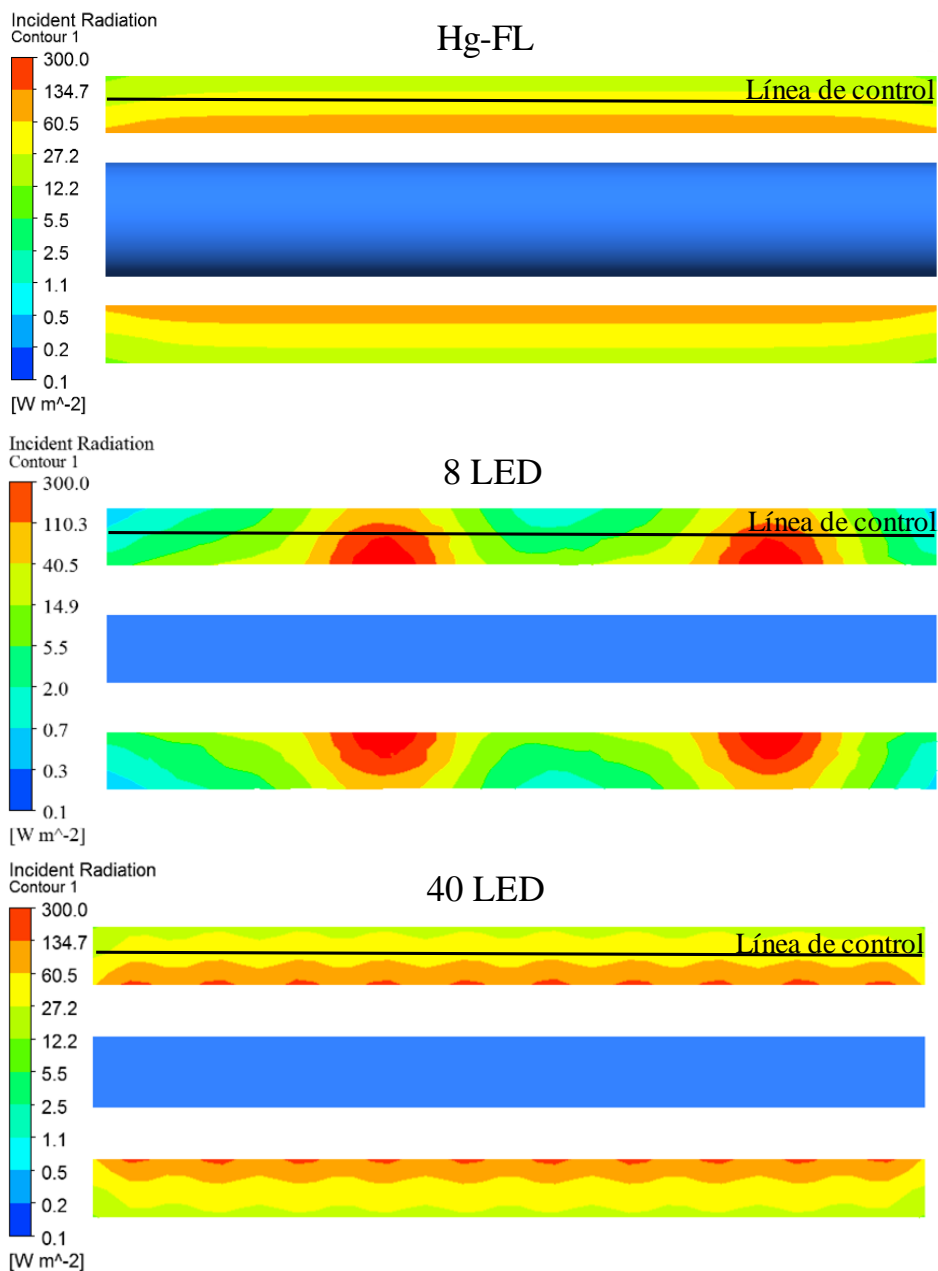 Incident Radiation
Contour 1
Hg-FL
300.0
134.7
60.5
27.2
12.2
5.5
2.5
1.1
0.5
0.2
0.1
[W m^-2]
Línea de control
Incident Radiation
Contour 1
8 LED
300.0
110.3
40.5
14.9
5.5
2.0
0.7
0.3
0.1
[W m^-2]
Línea de control
Incident Radiation
Contour 1
40 LED
300.0
134.7
60.5
27.2
12.2
5.5
2.5
1.1
0.5
0.2
0.1
[W m^-2]
Línea de control